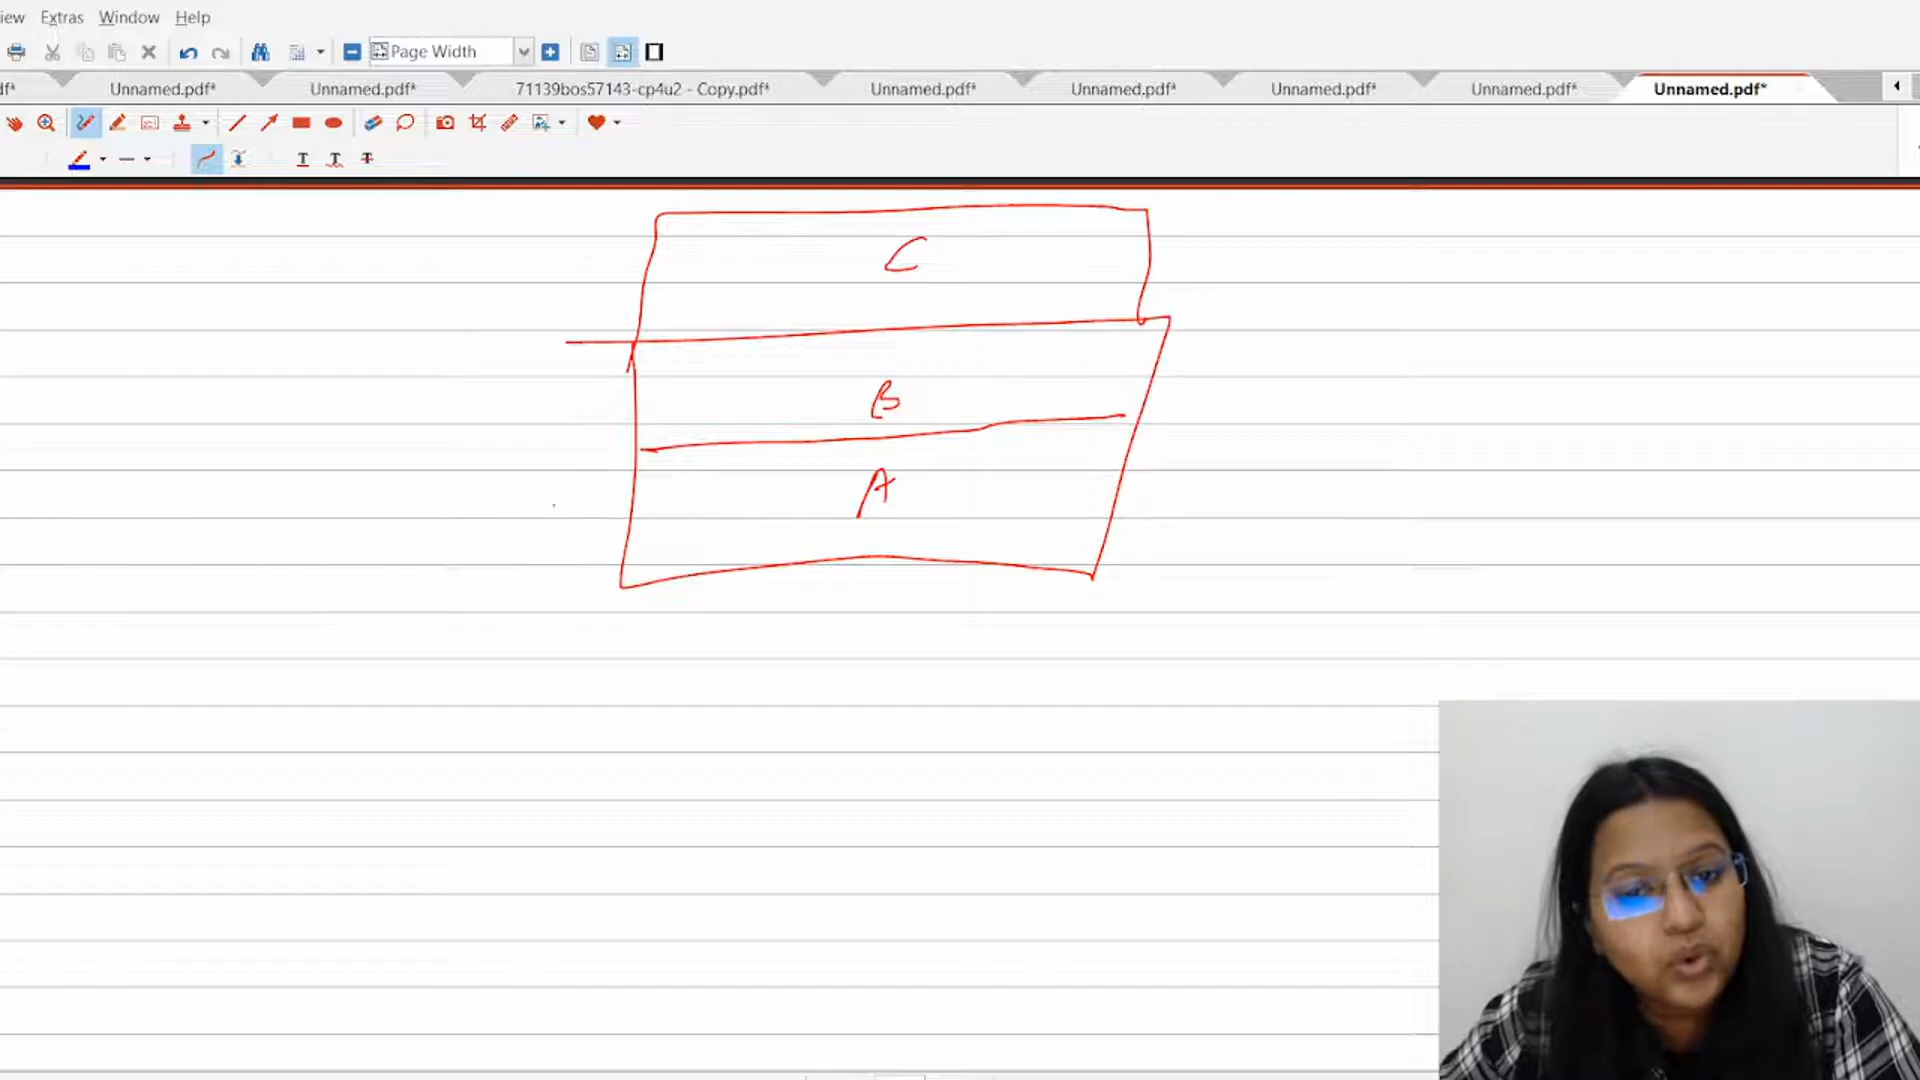 iew Extras Window Help
Page Width
df* Unnamed.pdf* Unnamed.pdf* 71139bos57143-cp4u2 - Copy.pdf* Unnamed.pdf* Unnamed.pdf* Unnamed.pdf* Unnamed.pdf* Unnamed.pdf*
T T T
C
B
A